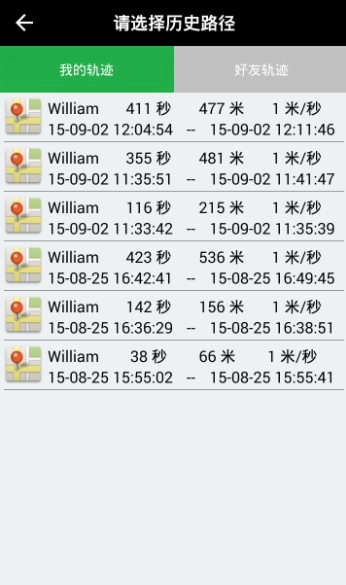 请选择历史路径
我的轨迹 好友轨迹
William 411 秒 477 米 1 米/秒
15-09-02 12:04:54 -- 15-09-02 12:11:46
William 355 秒 481 米 1 米/秒
15-09-02 11:35:51 -- 15-09-02 11:41:47
William 116 秒 215 米 1 米/秒
15-09-02 11:33:42 -- 15-09-02 11:35:39
William 423 秒 536 米 1 米/秒
15-08-25 16:42:41 -- 15-08-25 16:49:45
William 142 秒 156 米 1 米/秒
15-08-25 16:36:29 -- 15-08-25 16:38:51
William 38 秒 66 米 1 米/秒
15-08-25 15:55:02 -- 15-08-25 15:55:41